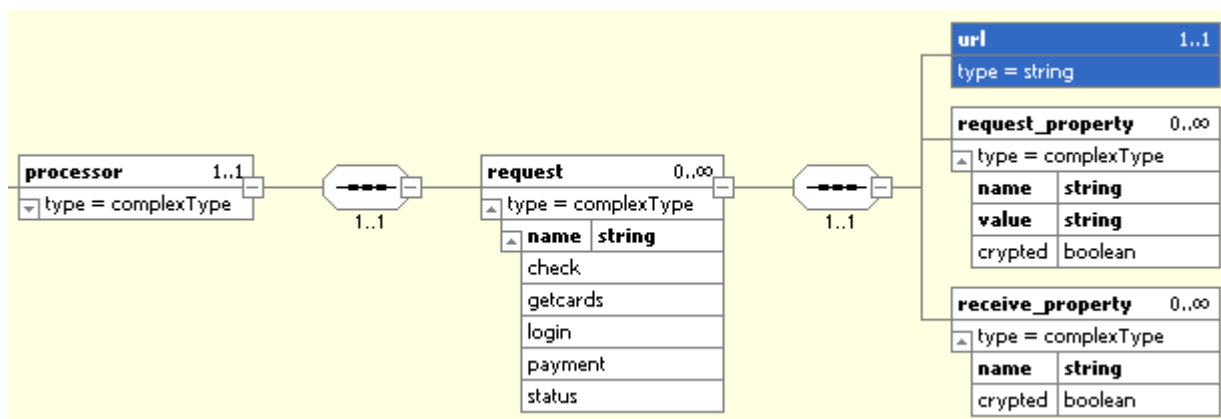 processor 1..1
type = complexType
1..1
request 0..∞
type = complexType
name string
check
getcards
login
payment
status
1..1
url 1..1
type = string
request_property 0..∞
type = complexType
name string
value string
crypted boolean
receive_property 0..∞
type = complexType
name string
crypted boolean